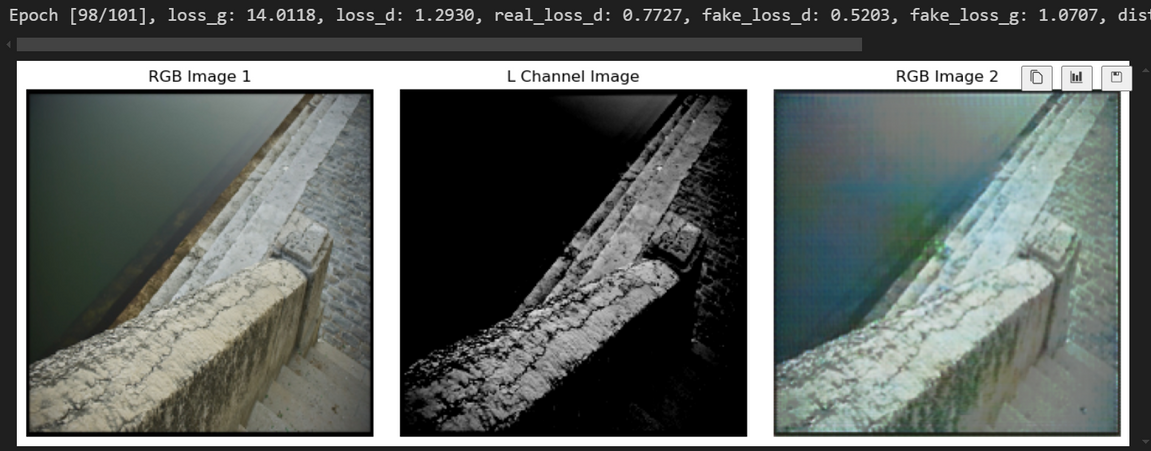 Epoch [98/101], loss_g: 14.0118, loss_d: 1.2930, real_loss_d: 0.7727, fake_loss_d: 0.5203, fake_loss_g: 1.0707,
RGB Image 1
L Channel Image
RGB Image 2